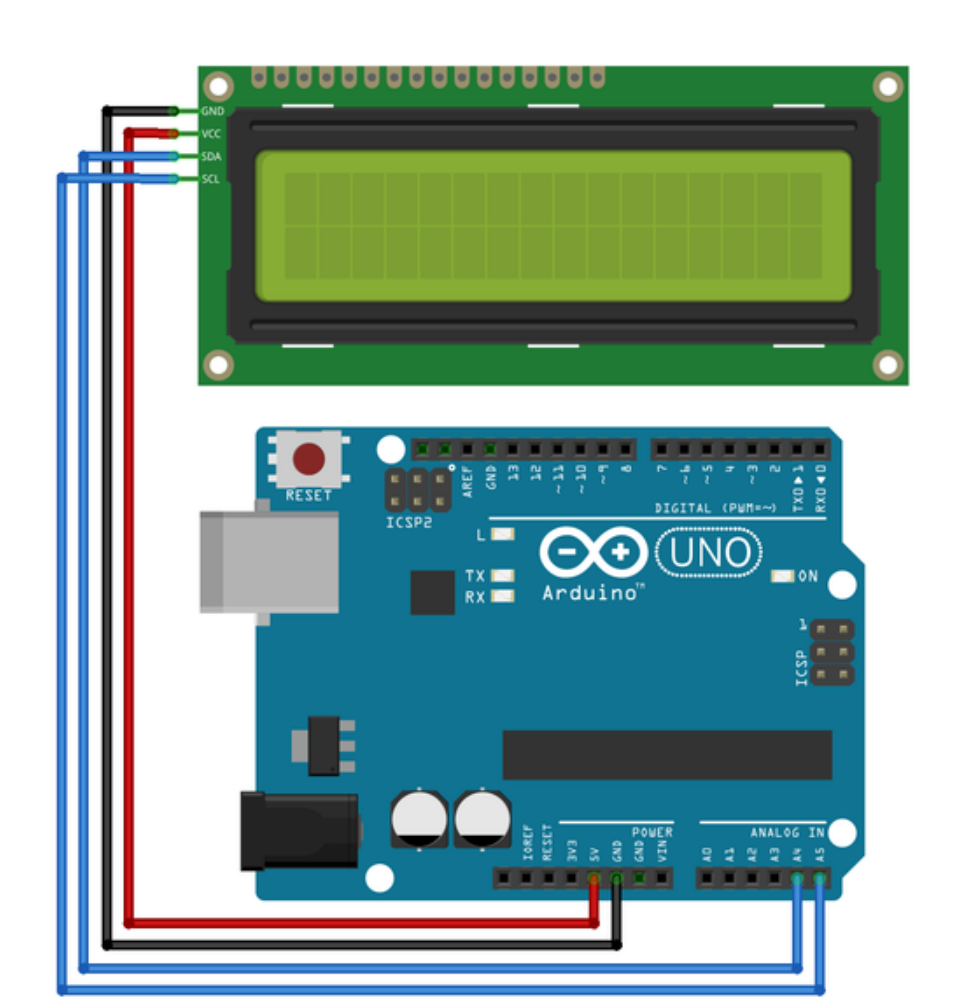 GND
VCC
SDA
SCL
RESET
ICSP2
AREF
GND
13
12
~11
~10
~9
8
7
~6
~5
4
~3
2
TX0▶1
RX0◀0
DIGITAL (PWM=~)
L
TX
RX
UNO
Arduino™
ON
1
ICSP
IOREF
RESET
3V3
5V
GND
GND
VIN
POWER
ANALOG IN
A0
A1
A2
A3
A4
A5